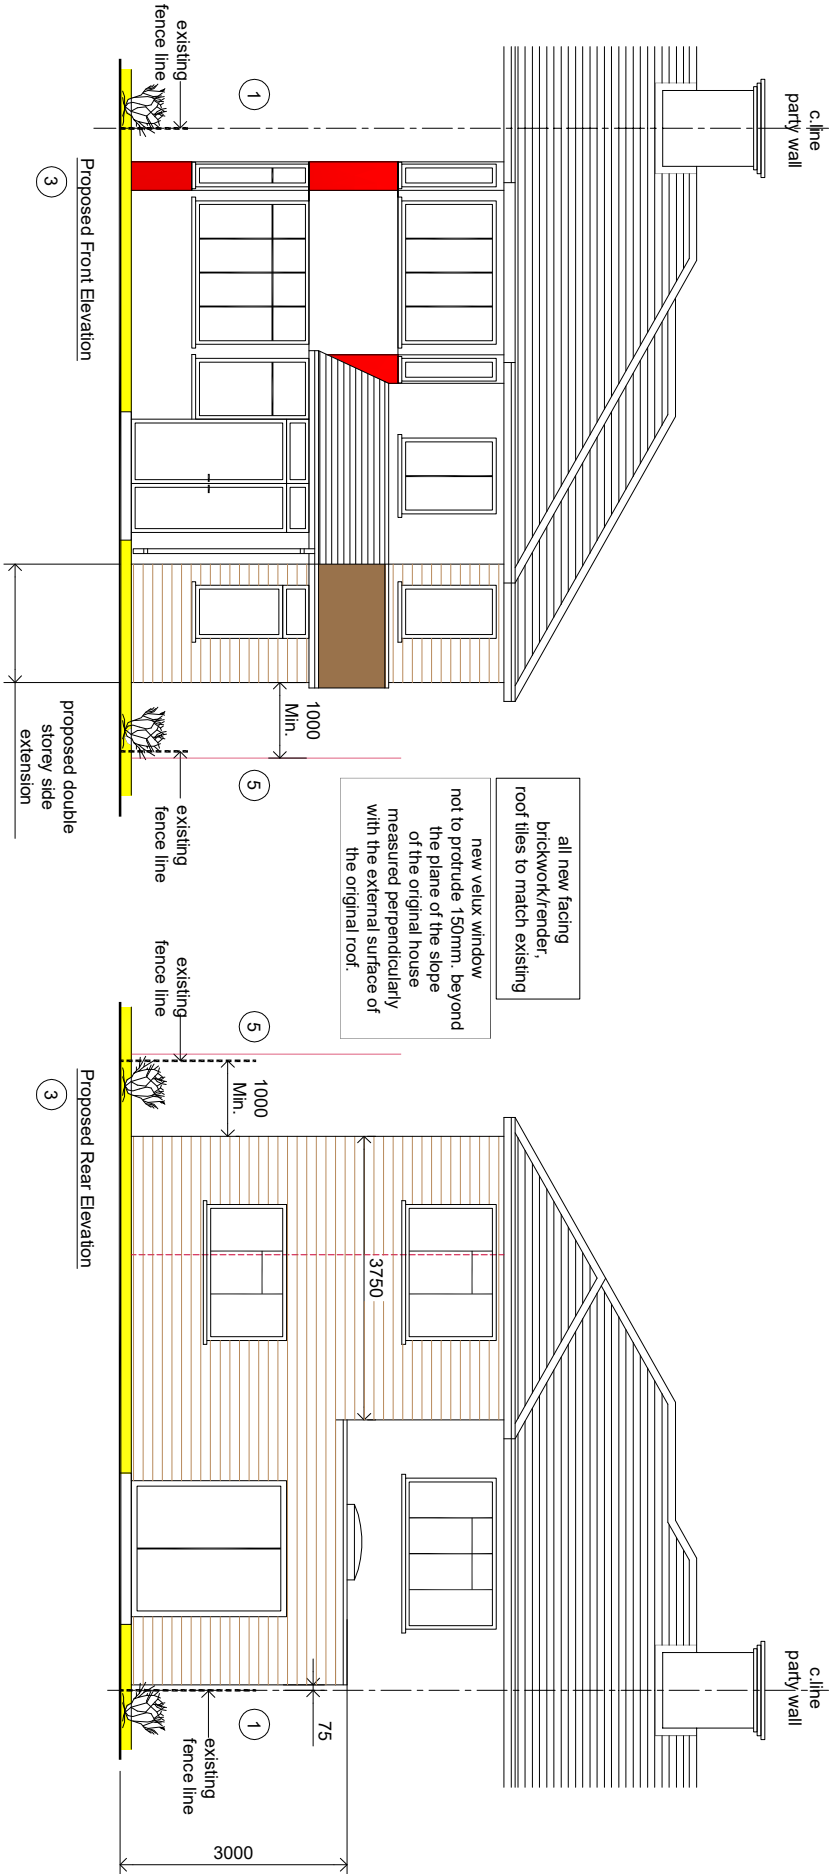 c.line
party wall
existing
fence line
1
3
Proposed Front Elevation
1000
Min.
5
existing
fence line
proposed double
storey side
extension
all new facing
brickwork/render,
roof tiles to match existing
new velux window
not to protrude 150mm. beyond
the plane of the slope
of the original house
measured perpendicularly
with the external surface of
the original roof.
existing
fence line
5
1000
Min.
3
Proposed Rear Elevation
3750
c.line
party wall
75
1
existing
fence line
3000